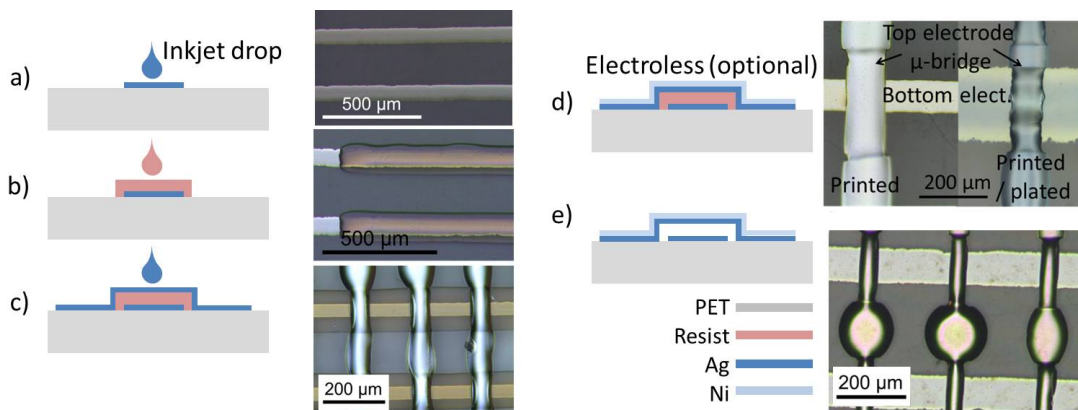 Inkjet drop
a)
500 µm
b)
500 µm
c)
200 µm
Electroless (optional)
d)
Top electrode
µ-bridge
Bottom elect.
Printed
Printed
/ plated
200 µm
e)
PET
Resist
Ag
Ni
200 µm